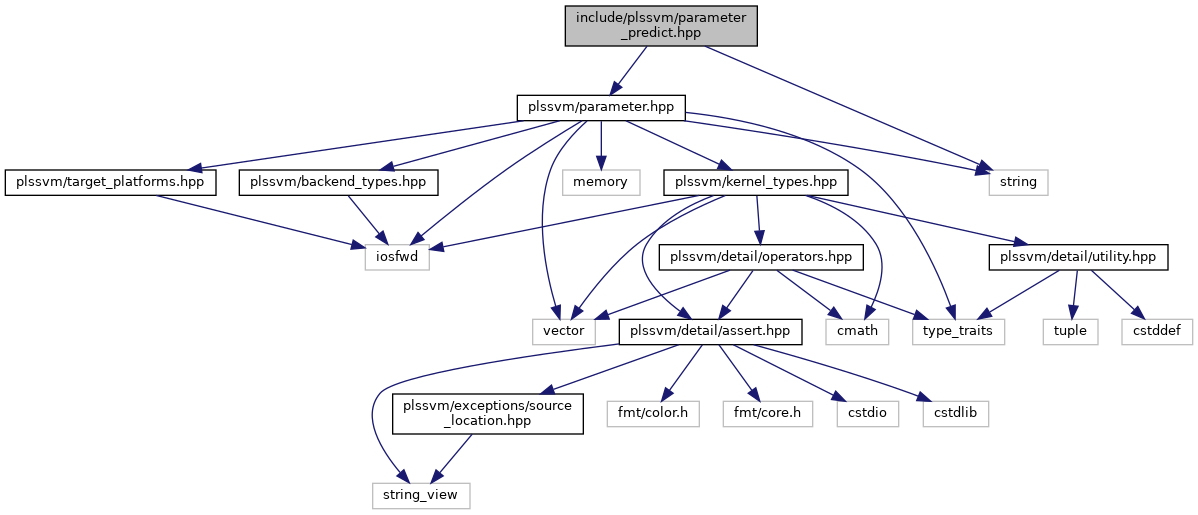 include/plssvm/parameter
_predict.hpp
plssvm/parameter.hpp
plssvm/target_platforms.hpp
plssvm/backend_types.hpp
memory
plssvm/kernel_types.hpp
string
iosfwd
plssvm/detail/operators.hpp
plssvm/detail/utility.hpp
vector
plssvm/detail/assert.hpp
cmath
type_traits
tuple
cstddef
plssvm/exceptions/source
_location.hpp
fmt/color.h
fmt/core.h
cstdio
cstdlib
string_view